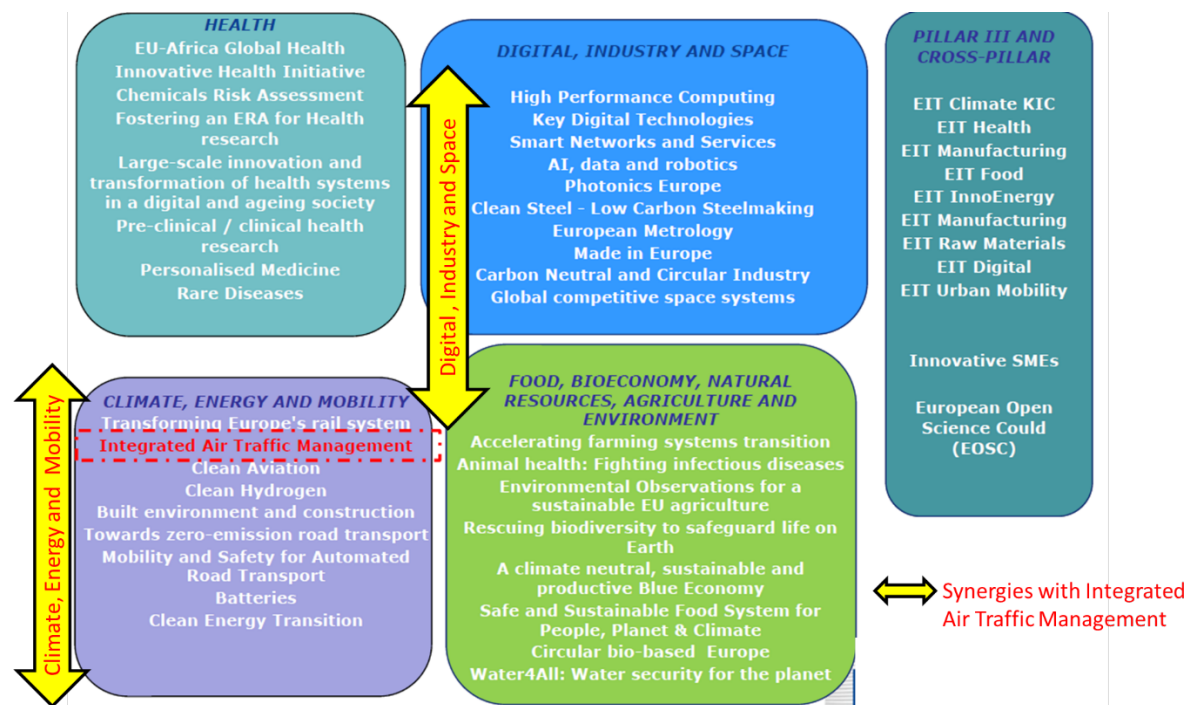 HEALTH
EU-Africa Global Health
Innovative Health Initiative
Chemicals Risk Assessment
Fostering an ERA for Health
research
Large-scale innovation and
transformation of health systems
in a digital and ageing society
Pre-clinical / clinical health
research
Personalised Medicine
Rare Diseases
Digital , Industry and Space
DIGITAL, INDUSTRY AND SPACE
High Performance Computing
Key Digital Technologies
Smart Networks and Services
AI, data and robotics
Photonics Europe
Clean Steel - Low Carbon Steelmaking
European Metrology
Made in Europe
Carbon Neutral and Circular Industry
Global competitive space systems
PILLAR III AND
CROSS-PILLAR
EIT Climate KIC
EIT Health
EIT Manufacturing
EIT Food
EIT InnoEnergy
EIT Manufacturing
EIT Raw Materials
EIT Digital
EIT Urban Mobility
Innovative SMEs
European Open
Science Could
(EOSC)
Climate, Energy and Mobility
CLIMATE, ENERGY AND MOBILITY
Transforming Europe's rail system
Integrated Air Traffic Management
Clean Aviation
Clean Hydrogen
Built environment and construction
Towards zero-emission road transport
Mobility and Safety for Automated
Road Transport
Batteries
Clean Energy Transition
FOOD, BIOECONOMY, NATURAL
RESOURCES, AGRICULTURE AND
ENVIRONMENT
Accelerating farming systems transition
Animal health: Fighting infectious diseases
Environmental Observations for a
sustainable EU agriculture
Rescuing biodiversity to safeguard life on
Earth
A climate neutral, sustainable and
productive Blue Economy
Safe and Sustainable Food System for
People, Planet & Climate
Circular bio-based Europe
Water4All: Water security for the planet
Synergies with Integrated
Air Traffic Management